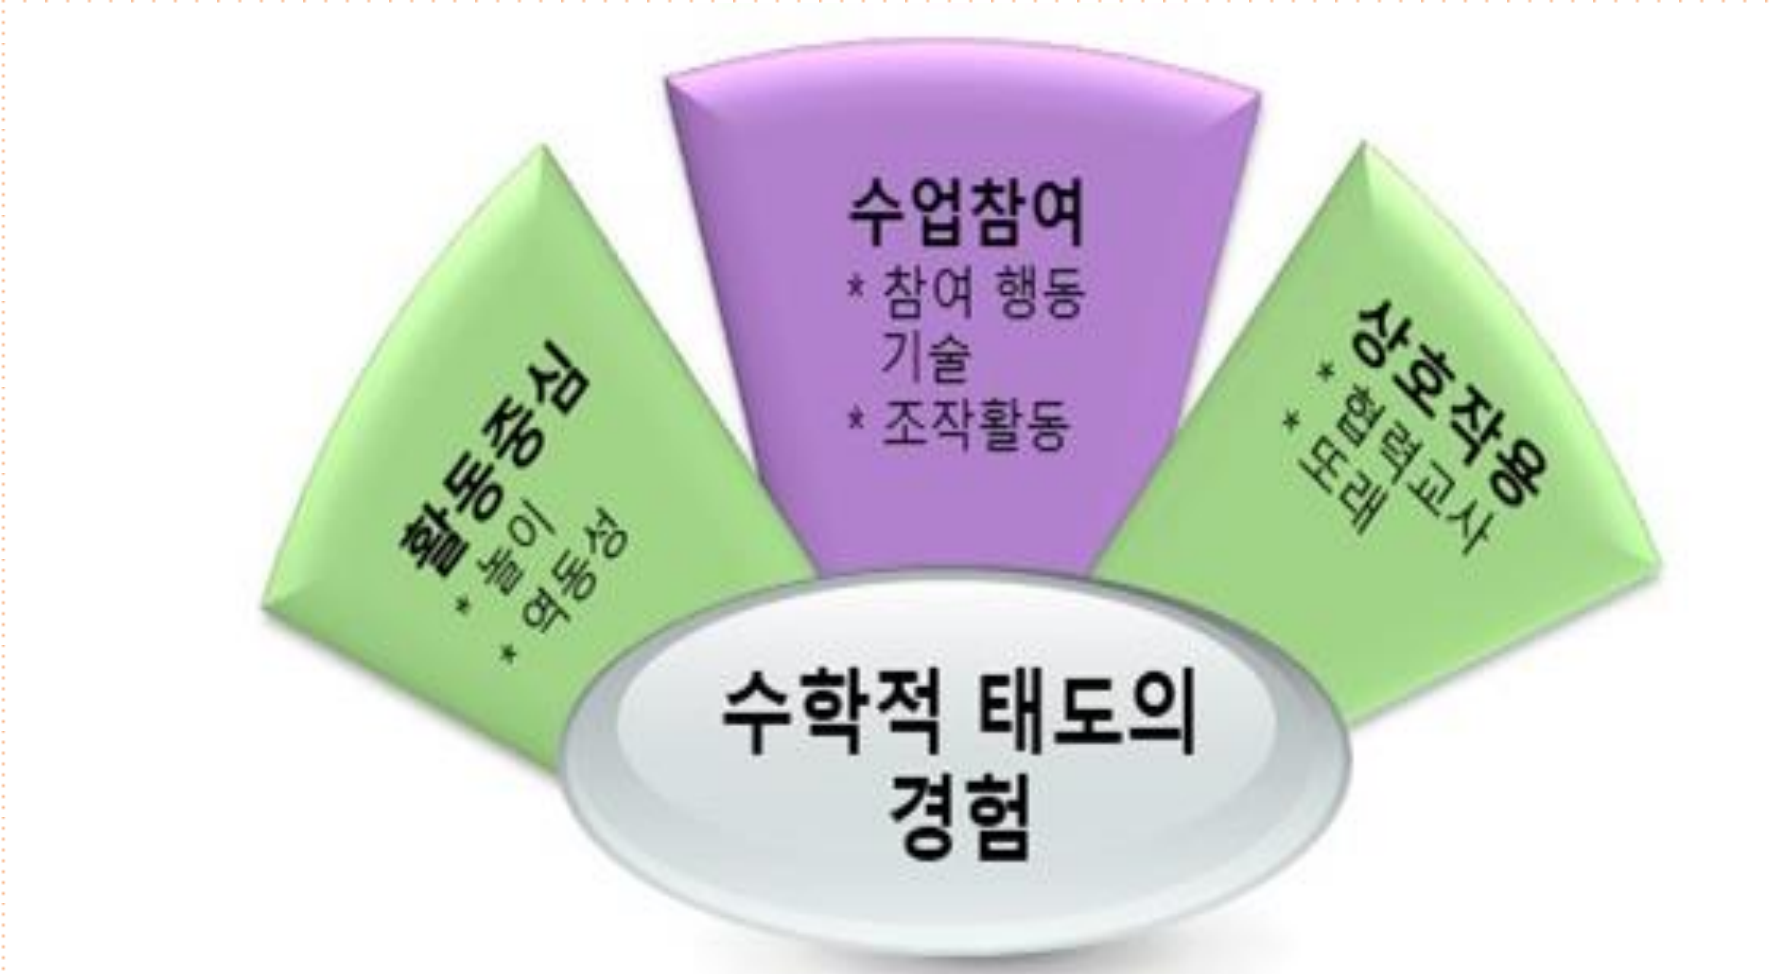 활동중심
* 놀이
* 역동성
수업참여
* 참여 행동
기술
* 조작활동
상호작용
* 협력교사
* 또래
수학적 태도의
경험